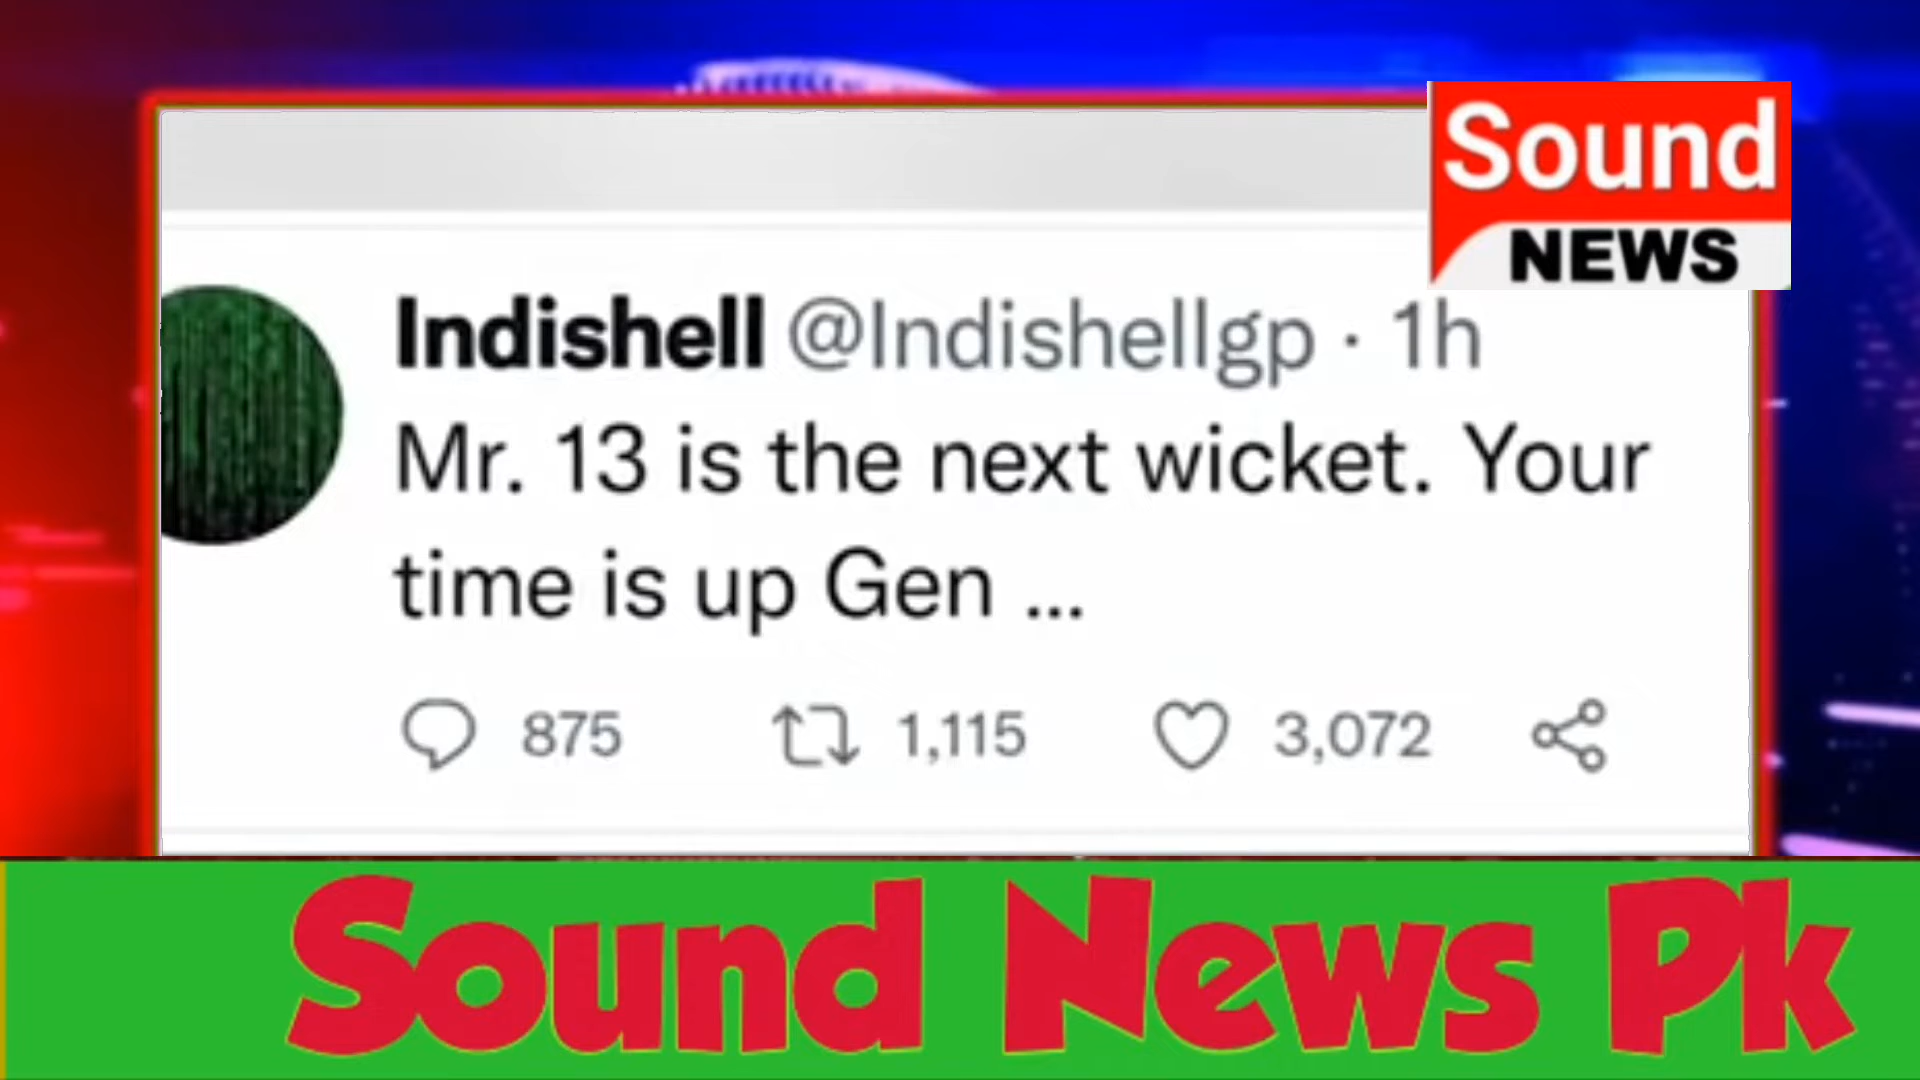 Sound
NEWS
Indishell @Indishellgp · 1h
Mr. 13 is the next wicket. Your
time is up Gen ...
875 1,115 3,072
Sound News Pk